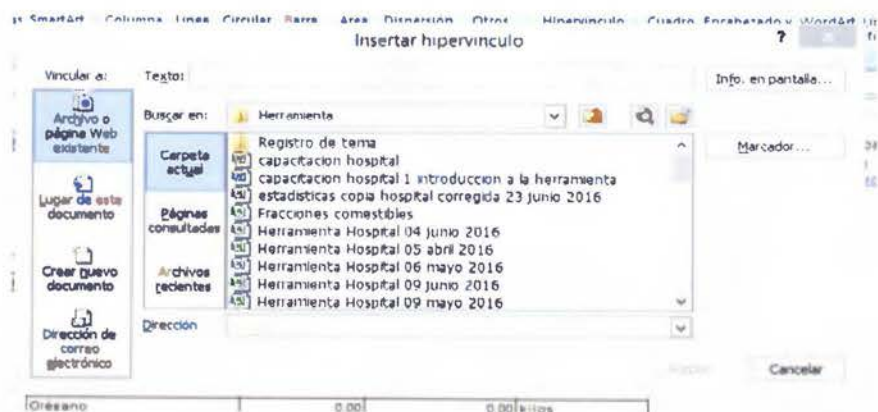 SmartArt Columna Línea Circular Barra Área Dispersión Otros Hipervínculo Cuadro Encabezado y WordArt
Insertar hipervínculo ?
Vincular a: Texto: Info. en pantalla...
Archivo o página Web existente
Buscar en: Herramienta
Marcador...
Carpeta actual
Registro de tema
capacitacion hospital
capacitacion hospital 1 introduccion a la herramienta
estadisticas copia hospital corregida 23 junio 2016
Lugar de este documento
Páginas consultadas
Fracciones comestibles
Herramienta Hospital 04 junio 2016
Herramienta Hospital 05 abril 2016
Crear nuevo documento
Archivos recientes
Herramienta Hospital 06 mayo 2016
Herramienta Hospital 09 junio 2016
Herramienta Hospital 09 mayo 2016
Dirección de correo electrónico
Dirección
Cancelar
0.00 0.00 kilos